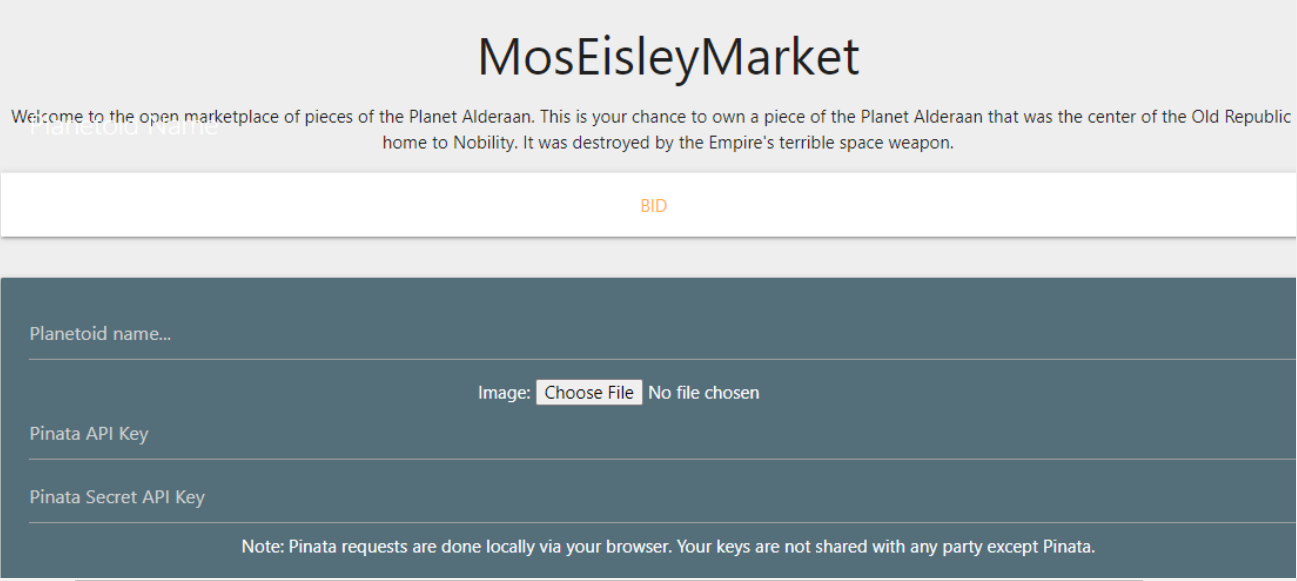 MosEisleyMarket
Welcome to the open marketplace of pieces of the Planet Alderaan. This is your chance to own a piece of the Planet Alderaan that was the center of the Old Republic
Planetoid Name
home to Nobility. It was destroyed by the Empire's terrible space weapon.
BID
Planetoid name...
Image: Choose File No file chosen
Pinata API Key
Pinata Secret API Key
Note: Pinata requests are done locally via your browser. Your keys are not shared with any party except Pinata.